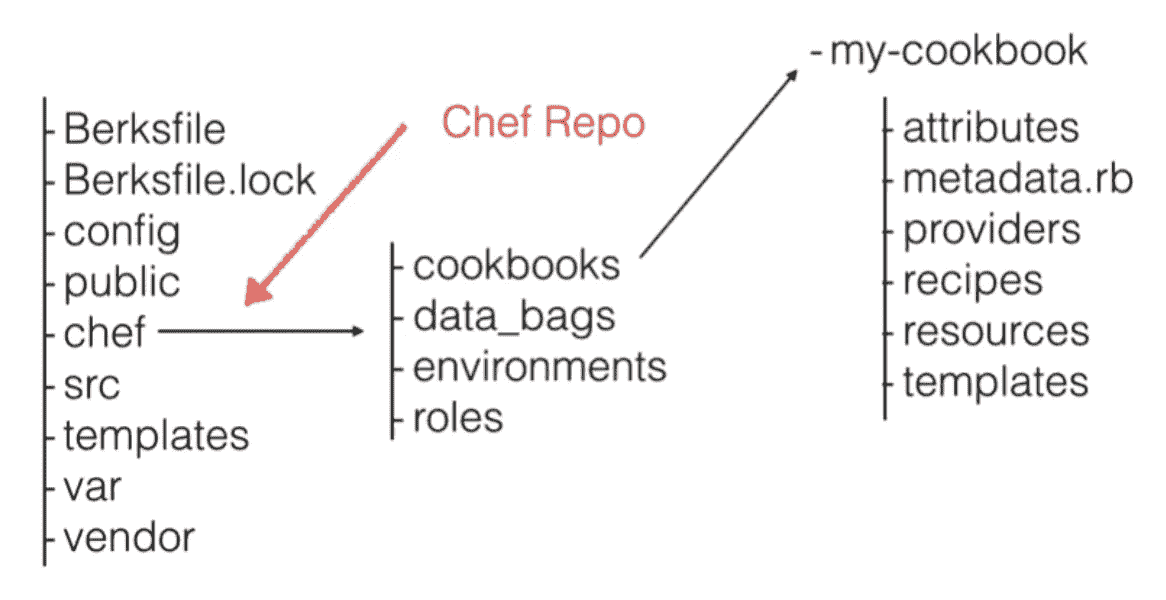 Berksfile
Berksfile.lock
config
public
chef
src
templates
var
vendor
Chef Repo
cookbooks
data_bags
environments
roles
- my-cookbook
attributes
metadata.rb
providers
recipes
resources
templates